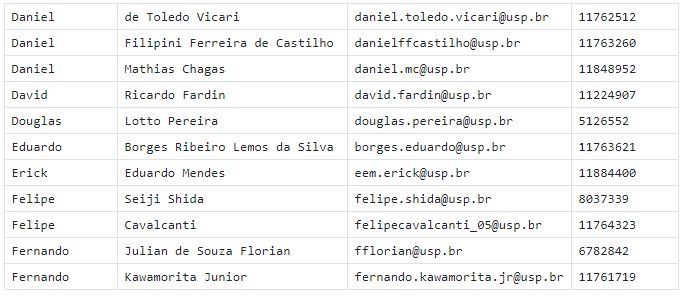 Daniel de Toledo Vicari daniel.toledo.vicari@usp.br 11762512
Daniel Filipini Ferreira de Castilho danielffcastilho@usp.br 11763260
Daniel Mathias Chagas daniel.mc@usp.br 11848952
David Ricardo Fardin david.fardin@usp.br 11224907
Douglas Lotto Pereira douglas.pereira@usp.br 5126552
Eduardo Borges Ribeiro Lemos da Silva borges.eduardo@usp.br 11763621
Erick Eduardo Mendes eem.erick@usp.br 11884400
Felipe Seiji Shida felipe.shida@usp.br 8037339
Felipe Cavalcanti felipecavalcanti_05@usp.br 11764323
Fernando Julian de Souza Florian fflorian@usp.br 6782842
Fernando Kawamorita Junior fernando.kawamorita.jr@usp.br 11761719